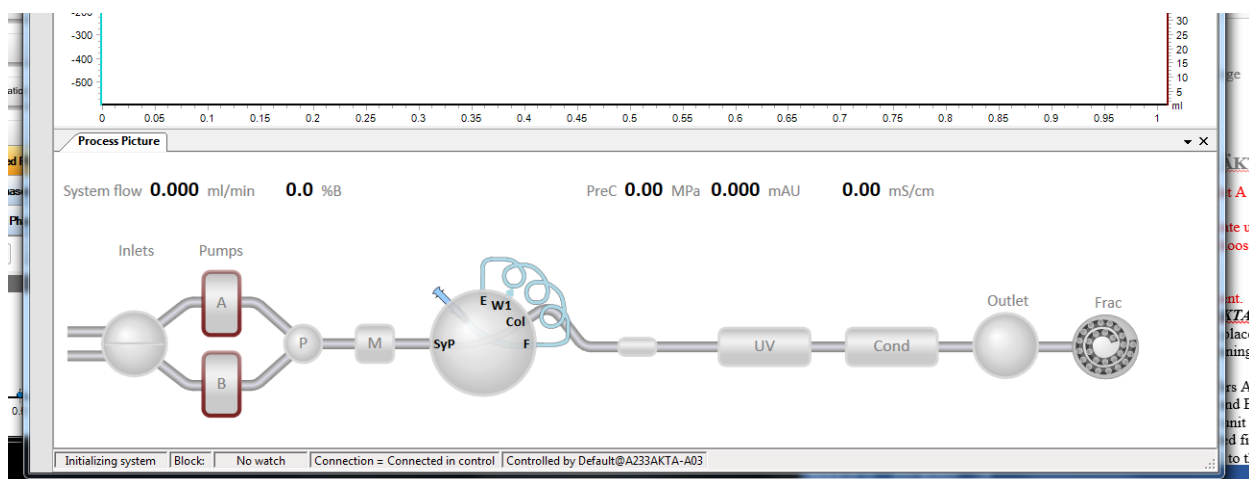 -200
-300
-400
-500
30
25
20
15
10
5
ml
0 0.05 0.1 0.15 0.2 0.25 0.3 0.35 0.4 0.45 0.5 0.55 0.6 0.65 0.7 0.75 0.8 0.85 0.9 0.95 1
Process Picture
System flow 0.000 ml/min 0.0 %B PreC 0.00 MPa 0.000 mAU 0.00 mS/cm
Inlets Pumps
A
B
P
M
E W1
Col
SyP F
UV
Cond
Outlet
Frac
Initializing system Block: No watch Connection = Connected in control Controlled by Default@A233AKTA-A03
ge
t A
ent.
to th